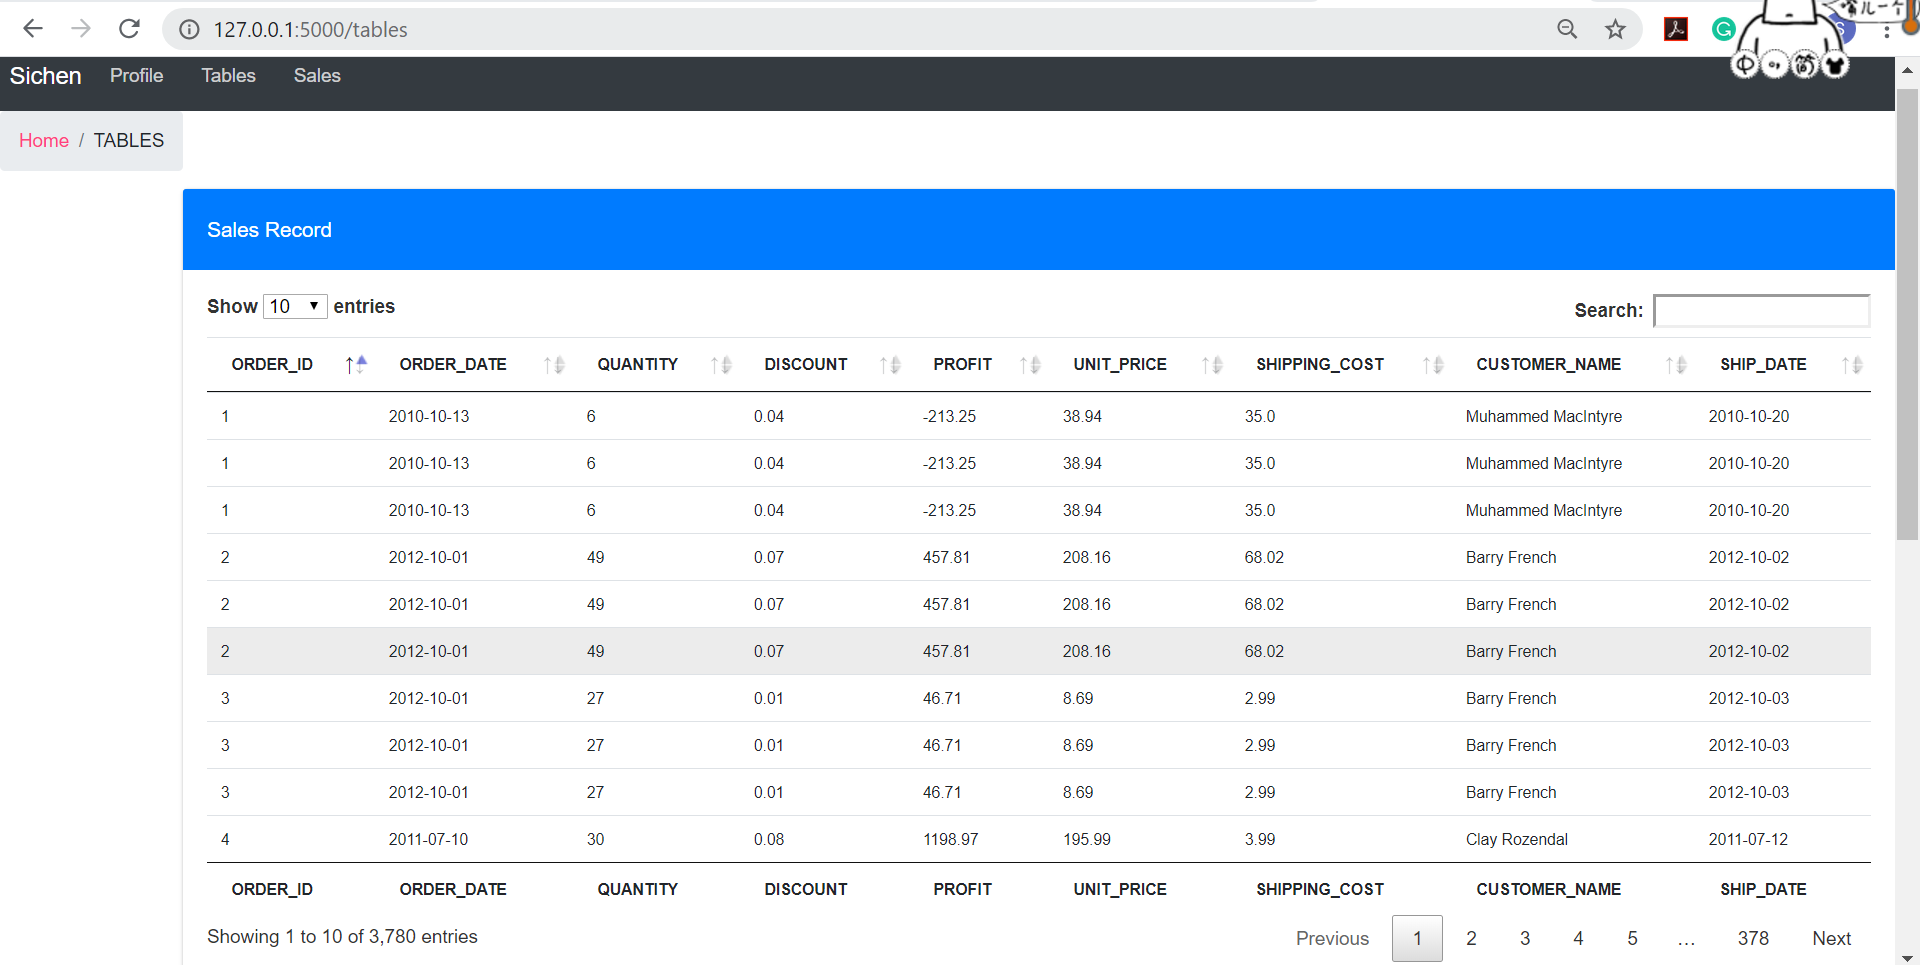 127.0.0.1:5000/tables
Sichen Profile Tables Sales
Home / TABLES
Sales Record
Show 10 entries Search:
ORDER_ID ORDER_DATE QUANTITY DISCOUNT PROFIT UNIT_PRICE SHIPPING_COST CUSTOMER_NAME SHIP_DATE
1 2010-10-13 6 0.04 -213.25 38.94 35.0 Muhammed MacIntyre 2010-10-20
1 2010-10-13 6 0.04 -213.25 38.94 35.0 Muhammed MacIntyre 2010-10-20
1 2010-10-13 6 0.04 -213.25 38.94 35.0 Muhammed MacIntyre 2010-10-20
2 2012-10-01 49 0.07 457.81 208.16 68.02 Barry French 2012-10-02
2 2012-10-01 49 0.07 457.81 208.16 68.02 Barry French 2012-10-02
2 2012-10-01 49 0.07 457.81 208.16 68.02 Barry French 2012-10-02
3 2012-10-01 27 0.01 46.71 8.69 2.99 Barry French 2012-10-03
3 2012-10-01 27 0.01 46.71 8.69 2.99 Barry French 2012-10-03
3 2012-10-01 27 0.01 46.71 8.69 2.99 Barry French 2012-10-03
4 2011-07-10 30 0.08 1198.97 195.99 3.99 Clay Rozendal 2011-07-12
ORDER_ID ORDER_DATE QUANTITY DISCOUNT PROFIT UNIT_PRICE SHIPPING_COST CUSTOMER_NAME SHIP_DATE
Showing 1 to 10 of 3,780 entries Previous 1 2 3 4 5 … 378 Next
中 简